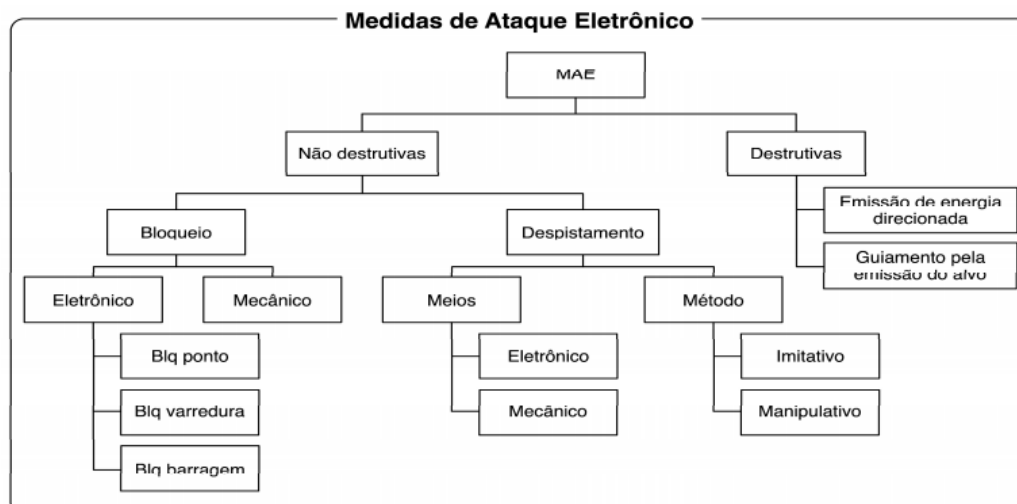 Medidas de Ataque Eletrônico
MAE
Não destrutivas
Destrutivas
Emissão de energia
direcionada
Bloqueio
Despistamento
Guiamento pela
emissão do alvo
Eletrônico
Mecânico
Meios
Método
Blq ponto
Eletrônico
Imitativo
Blq varredura
Mecânico
Manipulativo
Blq barragem